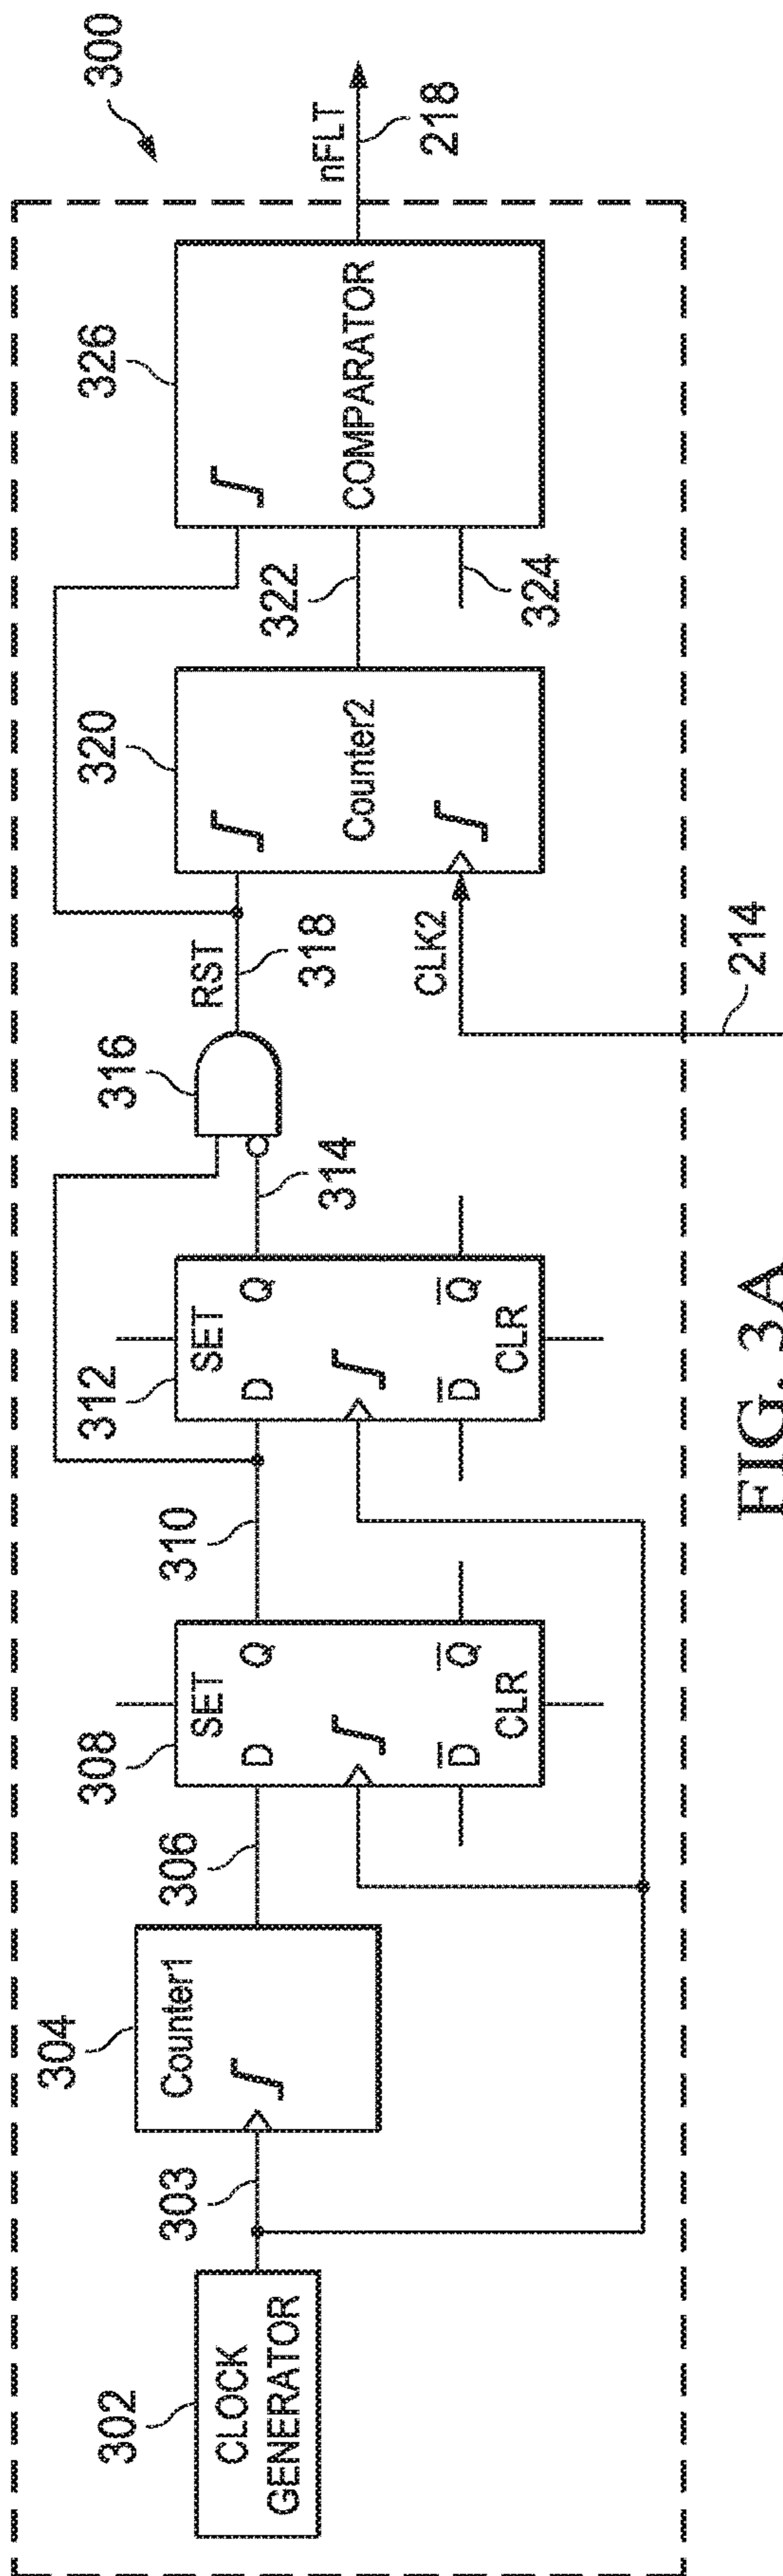 300
302
CLOCK
GENERATOR
303
304
Counter1
306
308
SET
D
Q
D̅
Q̅
CLR
310
312
SET
D
Q
D̅
Q̅
CLR
314
316
RST
318
CLK2
214
320
Counter2
322
324
326
COMPARATOR
nFLT
218
FIG. 3A